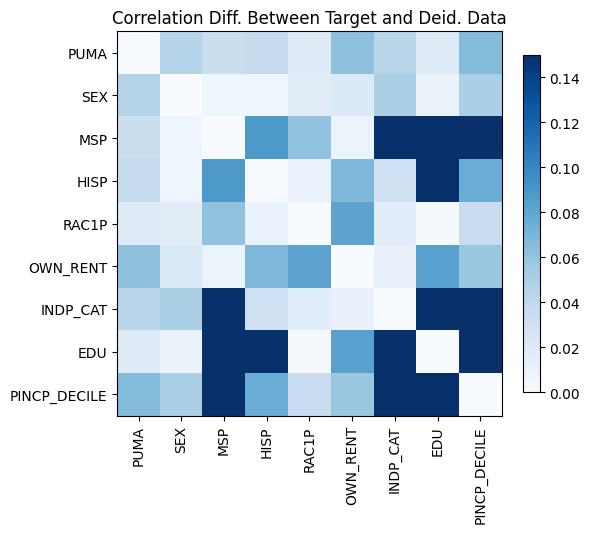 Correlation Diff. Between Target and Deid. Data
PUMA
SEX
MSP
HISP
RAC1P
OWN_RENT
INDP_CAT
EDU
PINCP_DECILE
PUMA
SEX
MSP
HISP
RAC1P
OWN_RENT
INDP_CAT
EDU
PINCP_DECILE
0.14
0.12
0.10
0.08
0.06
0.04
0.02
0.00